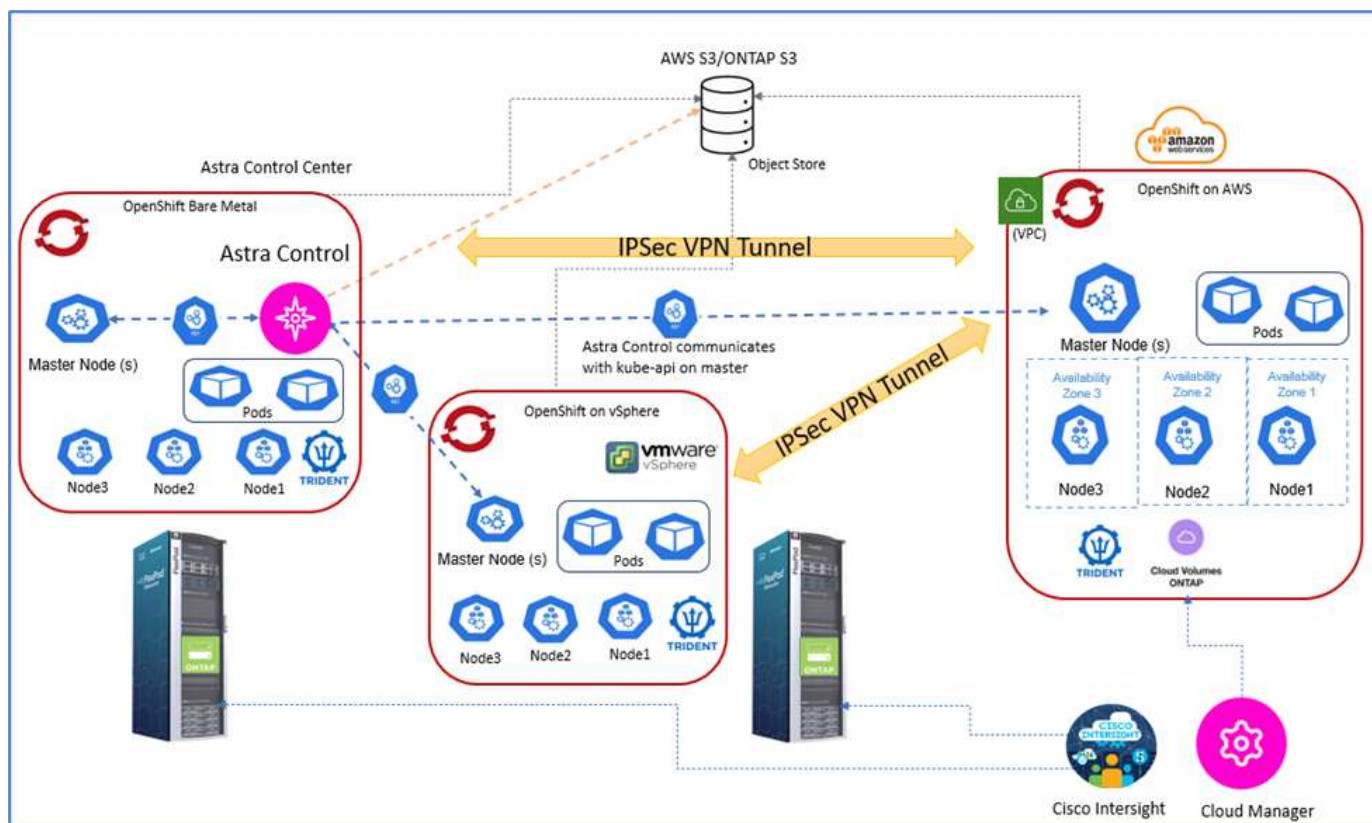 AWS S3/ONTAP S3
Object Store
Astra Control Center
OpenShift Bare Metal
Astra Control
Master Node (s)
Pods
Node3
Node2
Node1
TRIDENT
IPSec VPN Tunnel
Astra Control communicates
with kube-api on master
IPSec VPN Tunnel
OpenShift on vSphere
vmware
vSphere
Master Node (s)
Pods
Node3
Node2
Node1
TRIDENT
amazon
webservices
OpenShift on AWS
(VPC)
Master Node (s)
Pods
Availability
Zone 3
Availability
Zone 2
Availability
Zone 1
Node3
Node2
Node1
TRIDENT
Cloud Volumes
ONTAP
FlexPod
ONTAP
FlexPod
ONTAP
CISCO
INTERSIGHT
Cisco Intersight
Cloud Manager